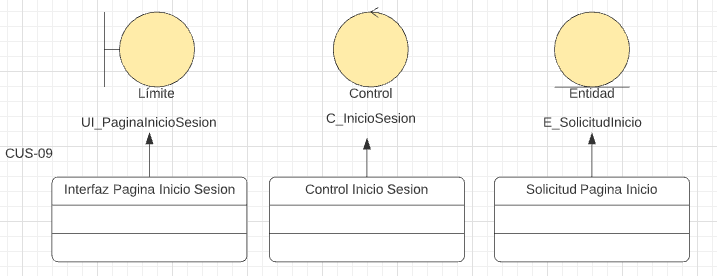 Límite
Control
Entidad
UI_PaginaInicioSesion
C_InicioSesion
E_SolicitudInicio
CUS-09
Interfaz Pagina Inicio Sesion
Control Inicio Sesion
Solicitud Pagina Inicio